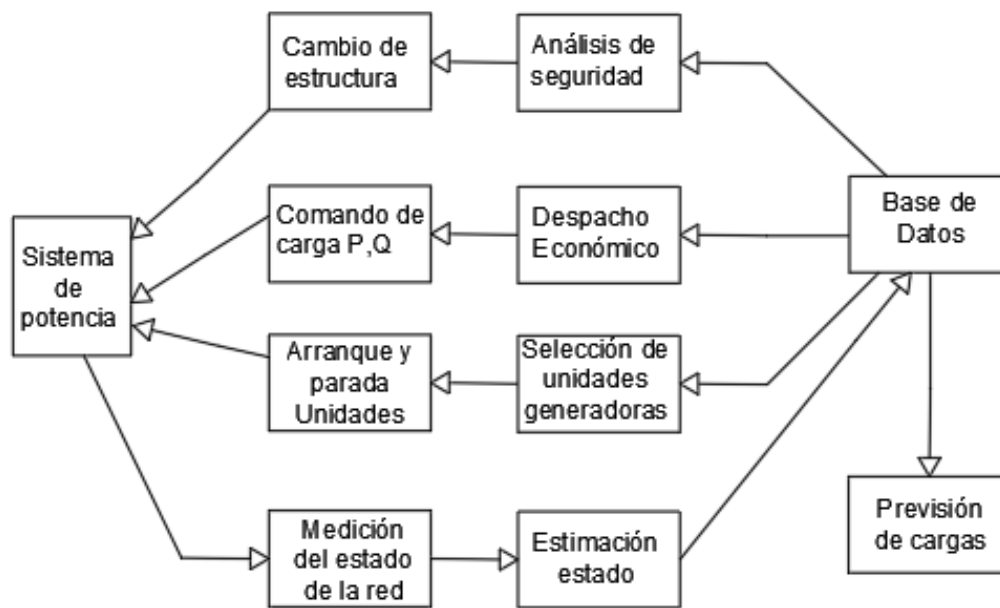 Cambio de
estructura
Análisis de
seguridad
Base de
Datos
Comando de
carga P,Q
Despacho
Económico
Sistema
de
potencia
Arranque y
parada
Unidades
Selección de
unidades
generadoras
Previsión
de cargas
Medición
del estado
de la red
Estimación
estado